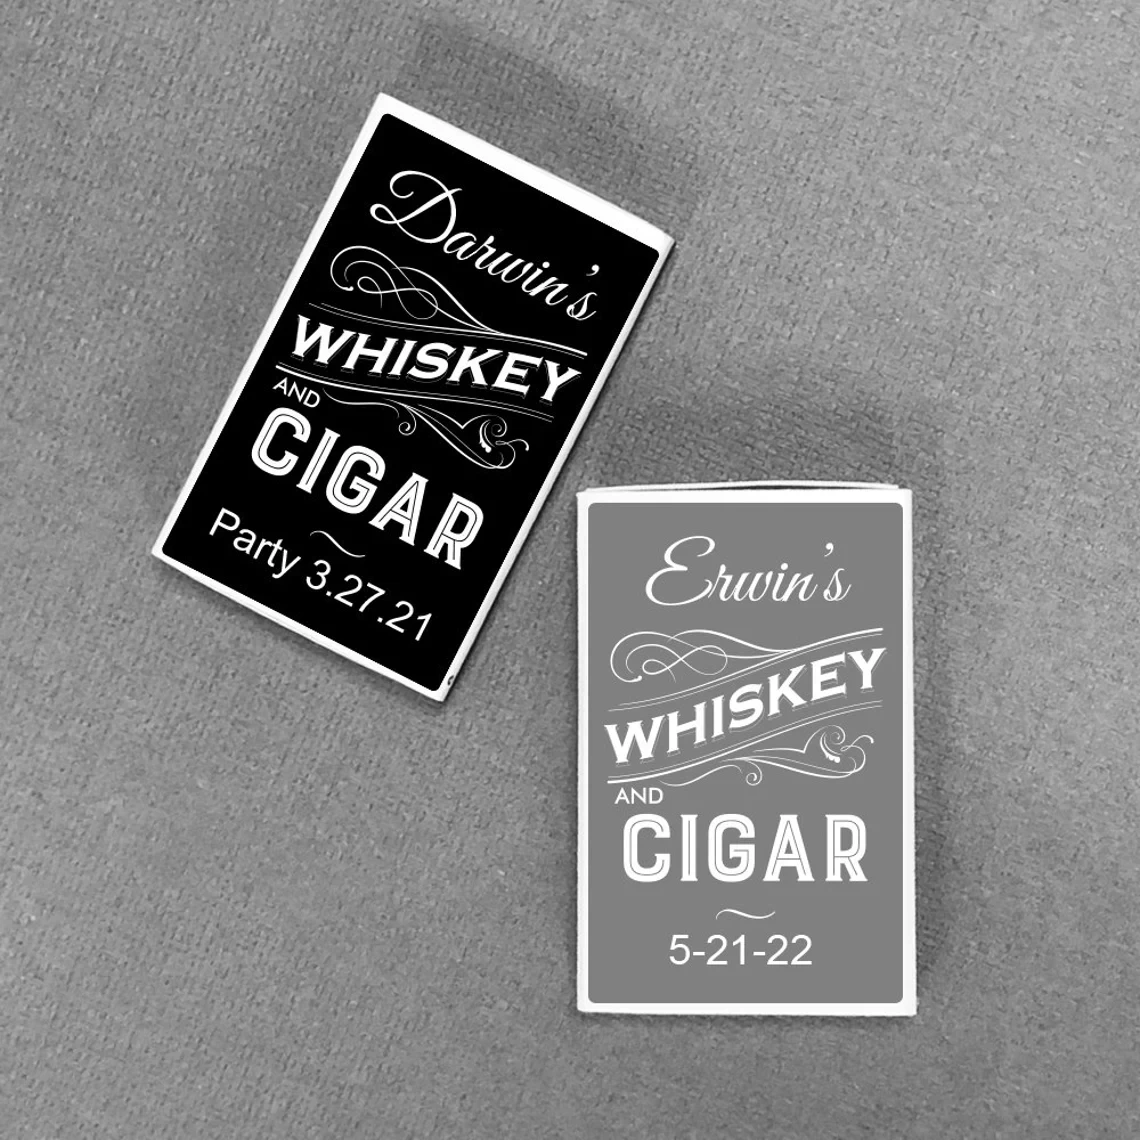 Darwin's
WHISKEY
AND
CIGAR
Party 3.27.21
Erwin's
WHISKEY
AND
CIGAR
5-21-22